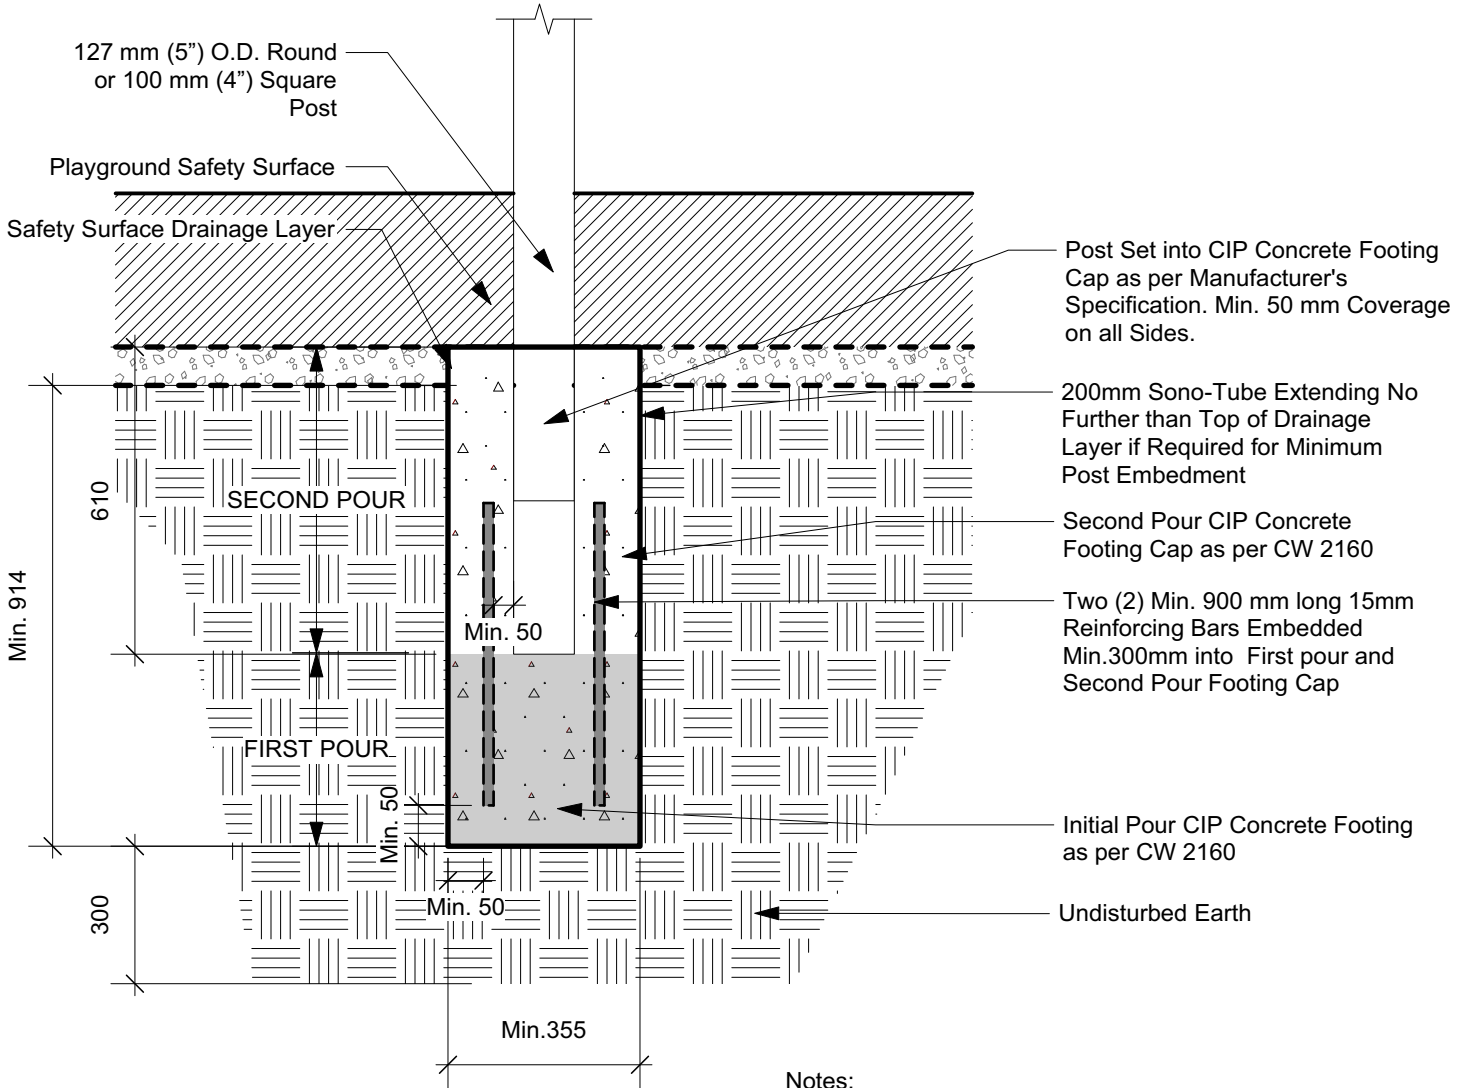 127 mm (5”) O.D. Round
or 100 mm (4”) Square
Post
Playground Safety Surface
Safety Surface Drainage Layer
Post Set into CIP Concrete Footing
Cap as per Manufacturer's
Specification. Min. 50 mm Coverage
on all Sides.
200mm Sono-Tube Extending No
Further than Top of Drainage
Layer if Required for Minimum
Post Embedment
Second Pour CIP Concrete
Footing Cap as per CW 2160
Two (2) Min. 900 mm long 15mm
Reinforcing Bars Embedded
Min.300mm into First pour and
Second Pour Footing Cap
Initial Pour CIP Concrete Footing
as per CW 2160
Undisturbed Earth
Min. 914
610
300
SECOND POUR
FIRST POUR
Min. 50
Min. 50
Min. 50
Min.355
Notes: